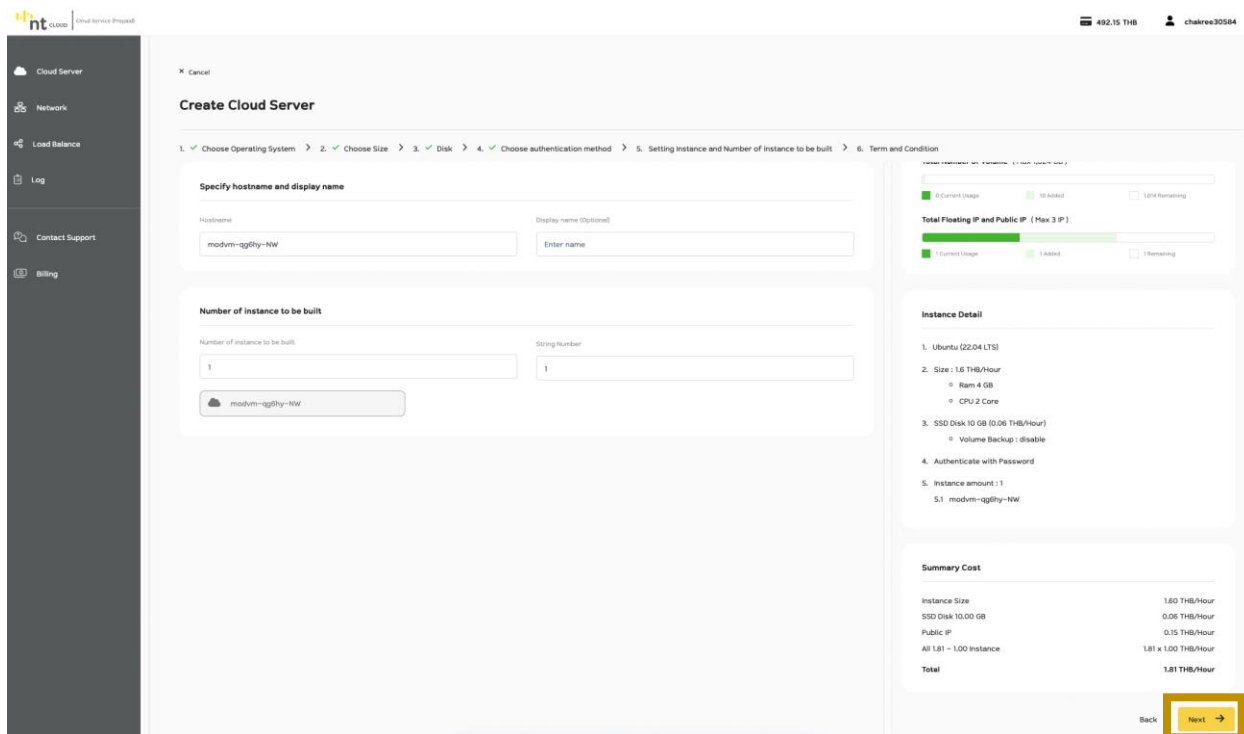 nt CLOUD Cloud Service (Prepaid)
492.15 THB
chakree30584
Cloud Server
Network
Load Balance
Log
Contact Support
Billing
× Cancel
Create Cloud Server
1. ✓ Choose Operating System > 2. ✓ Choose Size > 3. ✓ Disk > 4. ✓ Choose authentication method > 5. Setting Instance and Number of instance to be built > 6. Term and Condition
Specify hostname and display name
Hostname
Display name (Optional)
modvm-qg6hy-NW
Enter name
Number of instance to be built
Number of instance to be built
String Number
1
1
modvm-qg6hy-NW
0 Current Usage
10 Added
1,014 Remaining
Total Floating IP and Public IP ( Max 3 IP )
1 Current Usage
1 Added
1 Remaining
Instance Detail
1. Ubuntu (22.04 LTS)
2. Size : 1.6 THB/Hour
Ram 4 GB
CPU 2 Core
3. SSD Disk 10 GB (0.06 THB/Hour)
Volume Backup : disable
4. Authenticate with Password
5. Instance amount : 1
5.1 modvm-qg6hy-NW
Summary Cost
Instance Size 1.60 THB/Hour
SSD Disk 10.00 GB 0.06 THB/Hour
Public IP 0.15 THB/Hour
All 1.81 - 1.00 Instance 1.81 x 1.00 THB/Hour
Total 1.81 THB/Hour
Back
Next →